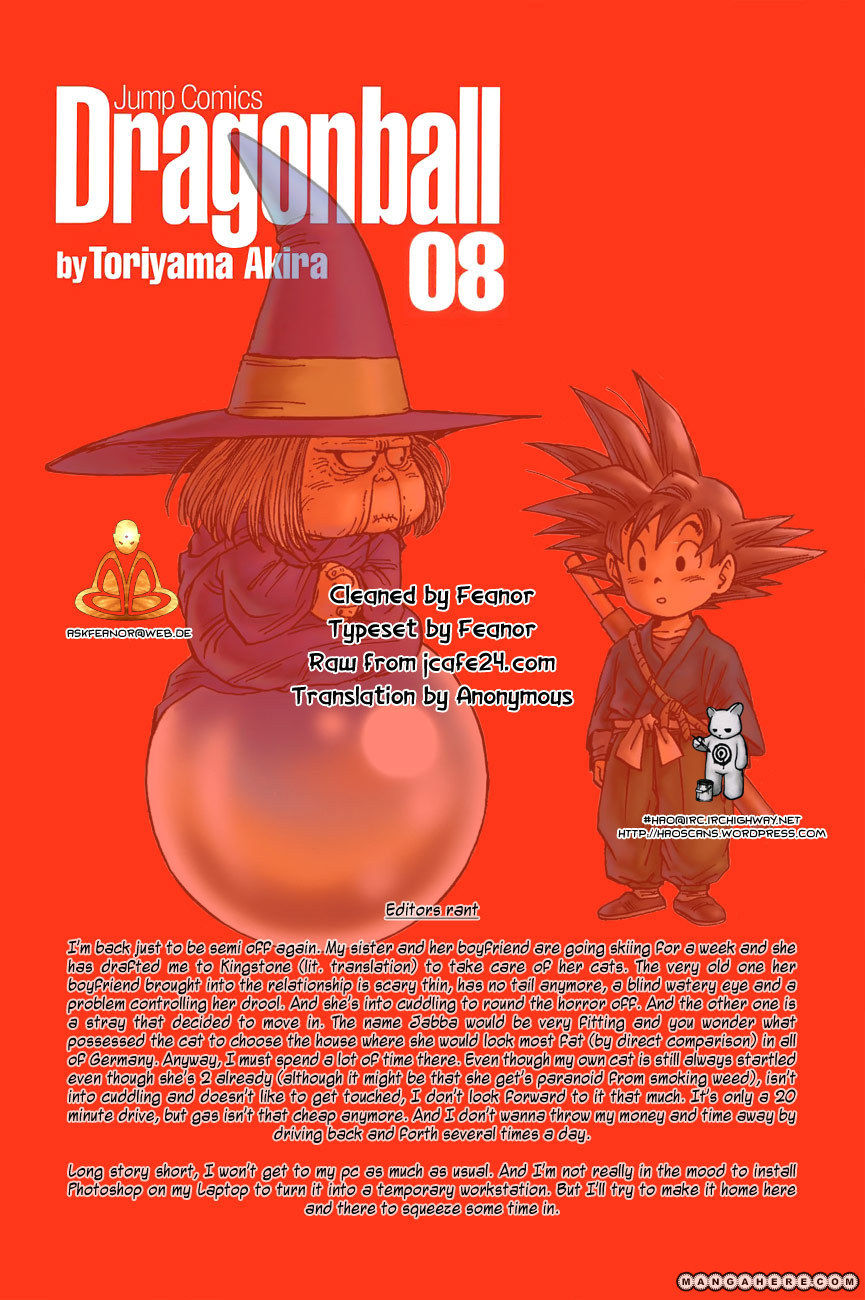 Jump Comics
Dragonball
by Toriyama Akira
08
Cleaned by Feanor
Typeset by Feanor
Raw from jcafe24.com
Translation by Anonymous
ASKFEANOR@WEB.DE
#HAO@IRC.IRCHIGHWAY.NET
HTTP://HAOSCANS.WORDPRESS.COM
Editors rant
I'm back just to be semi off again. My sister and her boyfriend are going skiing for a week and she
has drafted me to Kingstone (lit. translation) to take care of her cats. The very old one her
boyfriend brought into the relationship is scary thin, has no tail anymore, a blind watery eye and a
problem controlling her drool. And she's into cuddling to round the horror off. And the other one is
a stray that decided to move in. The name Jabba would be very fitting and you wonder what
possessed the cat to choose the house where she would look most fat (by direct comparison) in all
of Germany. Anyway, I must spend a lot of time there. Even though my own cat is still always startled
even though she's 2 already (although it might be that she get's paranoid from smoking weed), isn't
into cuddling and doesn't like to get touched, I don't look forward to it that much. It's only a 20
minute drive, but gas isn't that cheap anymore. And I don't wanna throw my money and time away by
driving back and forth several times a day.
Long story short, I won't get to my pc as much as usual. And I'm not really in the mood to install
Photoshop on my Laptop to turn it into a temporary workstation. But I'll try to make it home here
and there to squeeze some time in.
MANGAHERE.COM